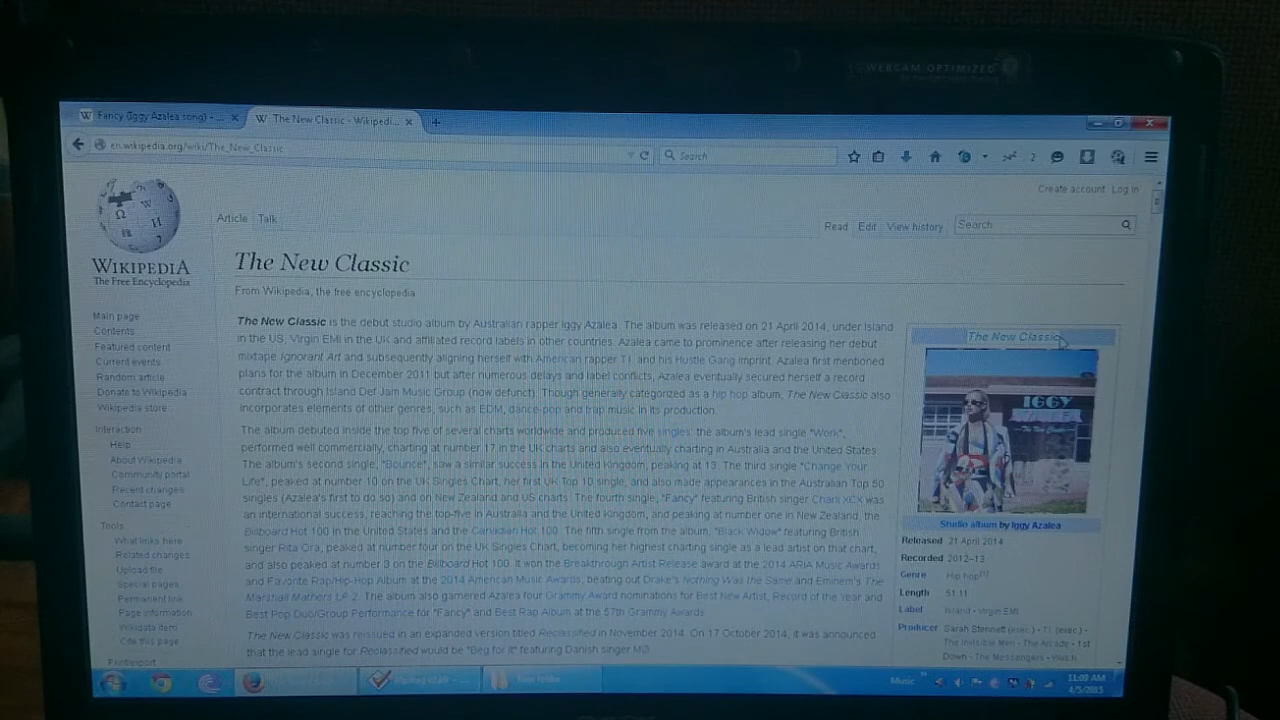 WEBCAM OPTIMIZED
Fancy (Iggy Azalea song) - ...
The New Classic - Wikipedi...
en.wikipedia.org/wiki/The_New_Classic
Search
Create account Log in
Article Talk
Read Edit View history
Search
WIKIPEDIA
The Free Encyclopedia
The New Classic
From Wikipedia, the free encyclopedia
Main page
Contents
Featured content
Current events
Random article
Donate to Wikipedia
Wikipedia store
Interaction
Help
About Wikipedia
Community portal
Recent changes
Contact page
Tools
What links here
Related changes
Upload file
Special pages
Permanent link
Page information
Wikidata item
Cite this page
Print/export
The New Classic is the debut studio album by Australian rapper Iggy Azalea. The album was released on 21 April 2014, under Island
in the US, Virgin EMI in the UK and affiliated record labels in other countries. Azalea came to prominence after releasing her debut
mixtape Ignorant Art and subsequently aligning herself with American rapper T.I. and his Hustle Gang imprint. Azalea first mentioned
plans for the album in December 2011 but after numerous delays and label conflicts, Azalea eventually secured herself a record
contract through Island Def Jam Music Group (now defunct). Though generally categorized as a hip hop album, The New Classic also
incorporates elements of other genres, such as EDM, dance-pop and trap music in its production.
The album debuted inside the top five of several charts worldwide and produced five singles: the album's lead single "Work",
performed well commercially, charting at number 17 in the UK charts and also eventually charting in Australia and the United States.
The album's second single, "Bounce", saw a similar success in the United Kingdom, peaking at 13. The third single "Change Your
Life", peaked at number 10 on the UK Singles Chart, her first UK Top 10 single, and also made appearances in the Australian Top 50
singles (Azalea's first to do so) and on New Zealand and US charts. The fourth single, "Fancy" featuring British singer Charli XCX was
an international success, reaching the top-five in Australia and the United Kingdom, and peaking at number one in New Zealand, the
Billboard Hot 100 in the United States and the Canadian Hot 100. The fifth single from the album, "Black Widow" featuring British
singer Rita Ora, peaked at number four on the UK Singles Chart, becoming her highest charting single as a lead artist on that chart,
and also peaked at number 3 on the Billboard Hot 100. It won the Breakthrough Artist Release award at the 2014 ARIA Music Awards
and Favorite Rap/Hip-Hop Album at the 2014 American Music Awards, beating out Drake's Nothing Was the Same and Eminem's The
Marshall Mathers LP 2. The album also garnered Azalea four Grammy Award nominations for Best New Artist, Record of the Year and
Best Pop Duo/Group Performance for "Fancy" and Best Rap Album at the 57th Grammy Awards.
The New Classic was reissued in an expanded version titled Reclassified in November 2014. On 17 October 2014, it was announced
that the lead single for Reclassified would be "Beg for It" featuring Danish singer MØ.
The New Classic
IGGY
AZALEA
Studio album by Iggy Azalea
Released 21 April 2014
Recorded 2012–13
Genre Hip hop[1]
Length 51:11
Label Island · Virgin EMI
Producer Sarah Stennett (exec.) · T.I. (exec.) ·
The Invisible Men · The Arcade · 1st
Down · The Messengers · Watch
Music
11:09 AM
4/5/2015